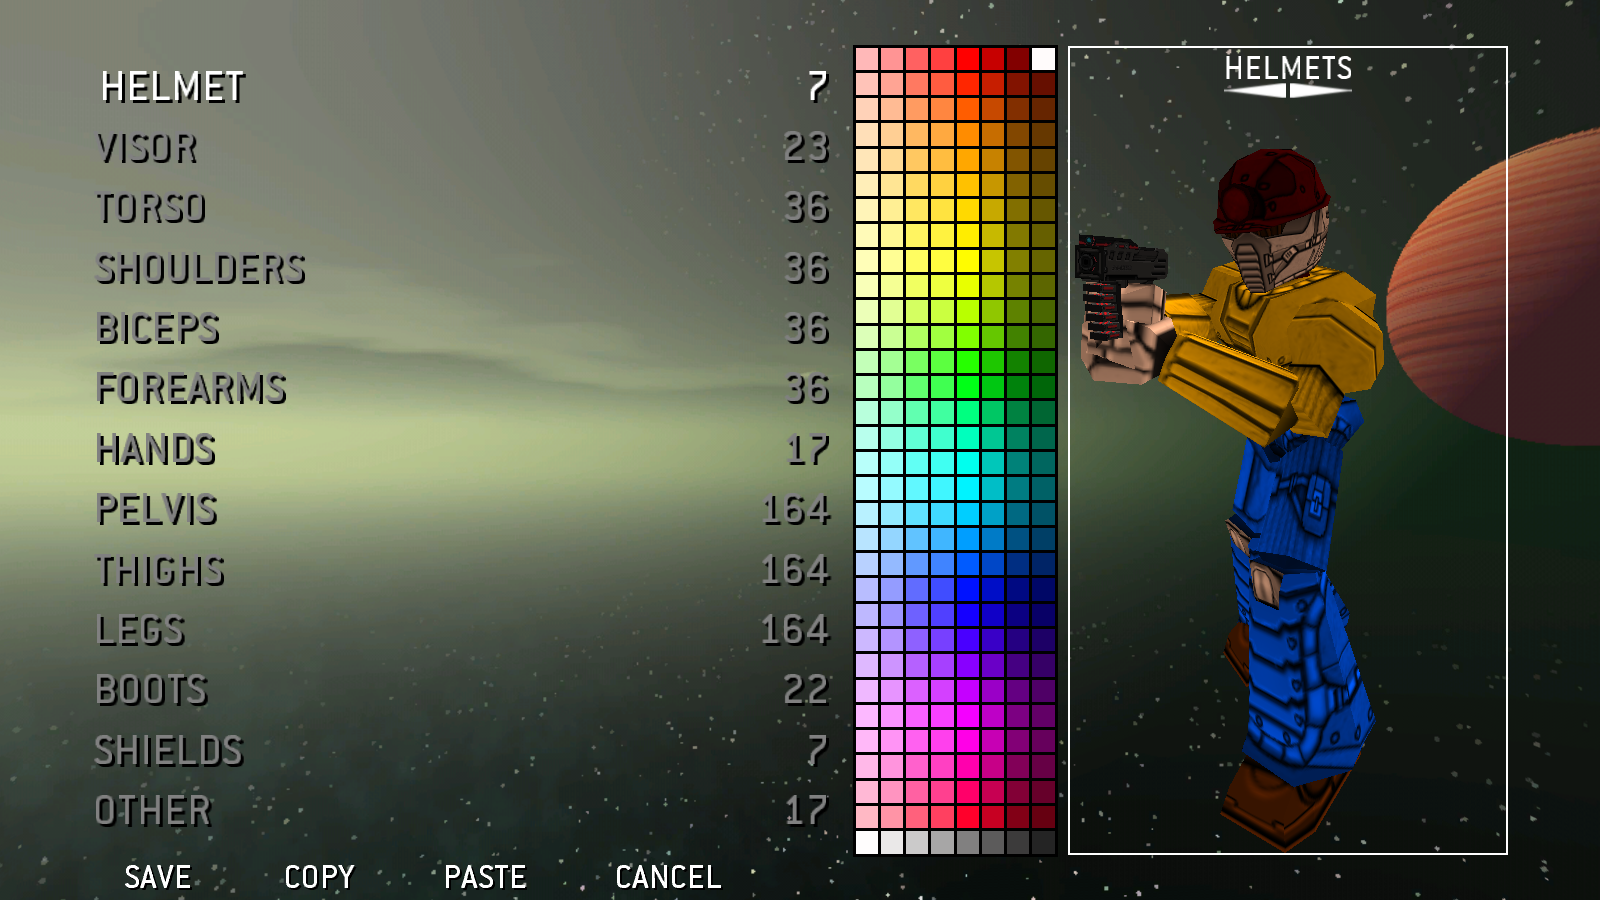 HELMET 7
VISOR 23
TORSO 36
SHOULDERS 36
BICEPS 36
FOREARMS 36
HANDS 17
PELVIS 164
THIGHS 164
LEGS 164
BOOTS 22
SHIELDS 7
OTHER 17
SAVE COPY PASTE CANCEL
HELMETS